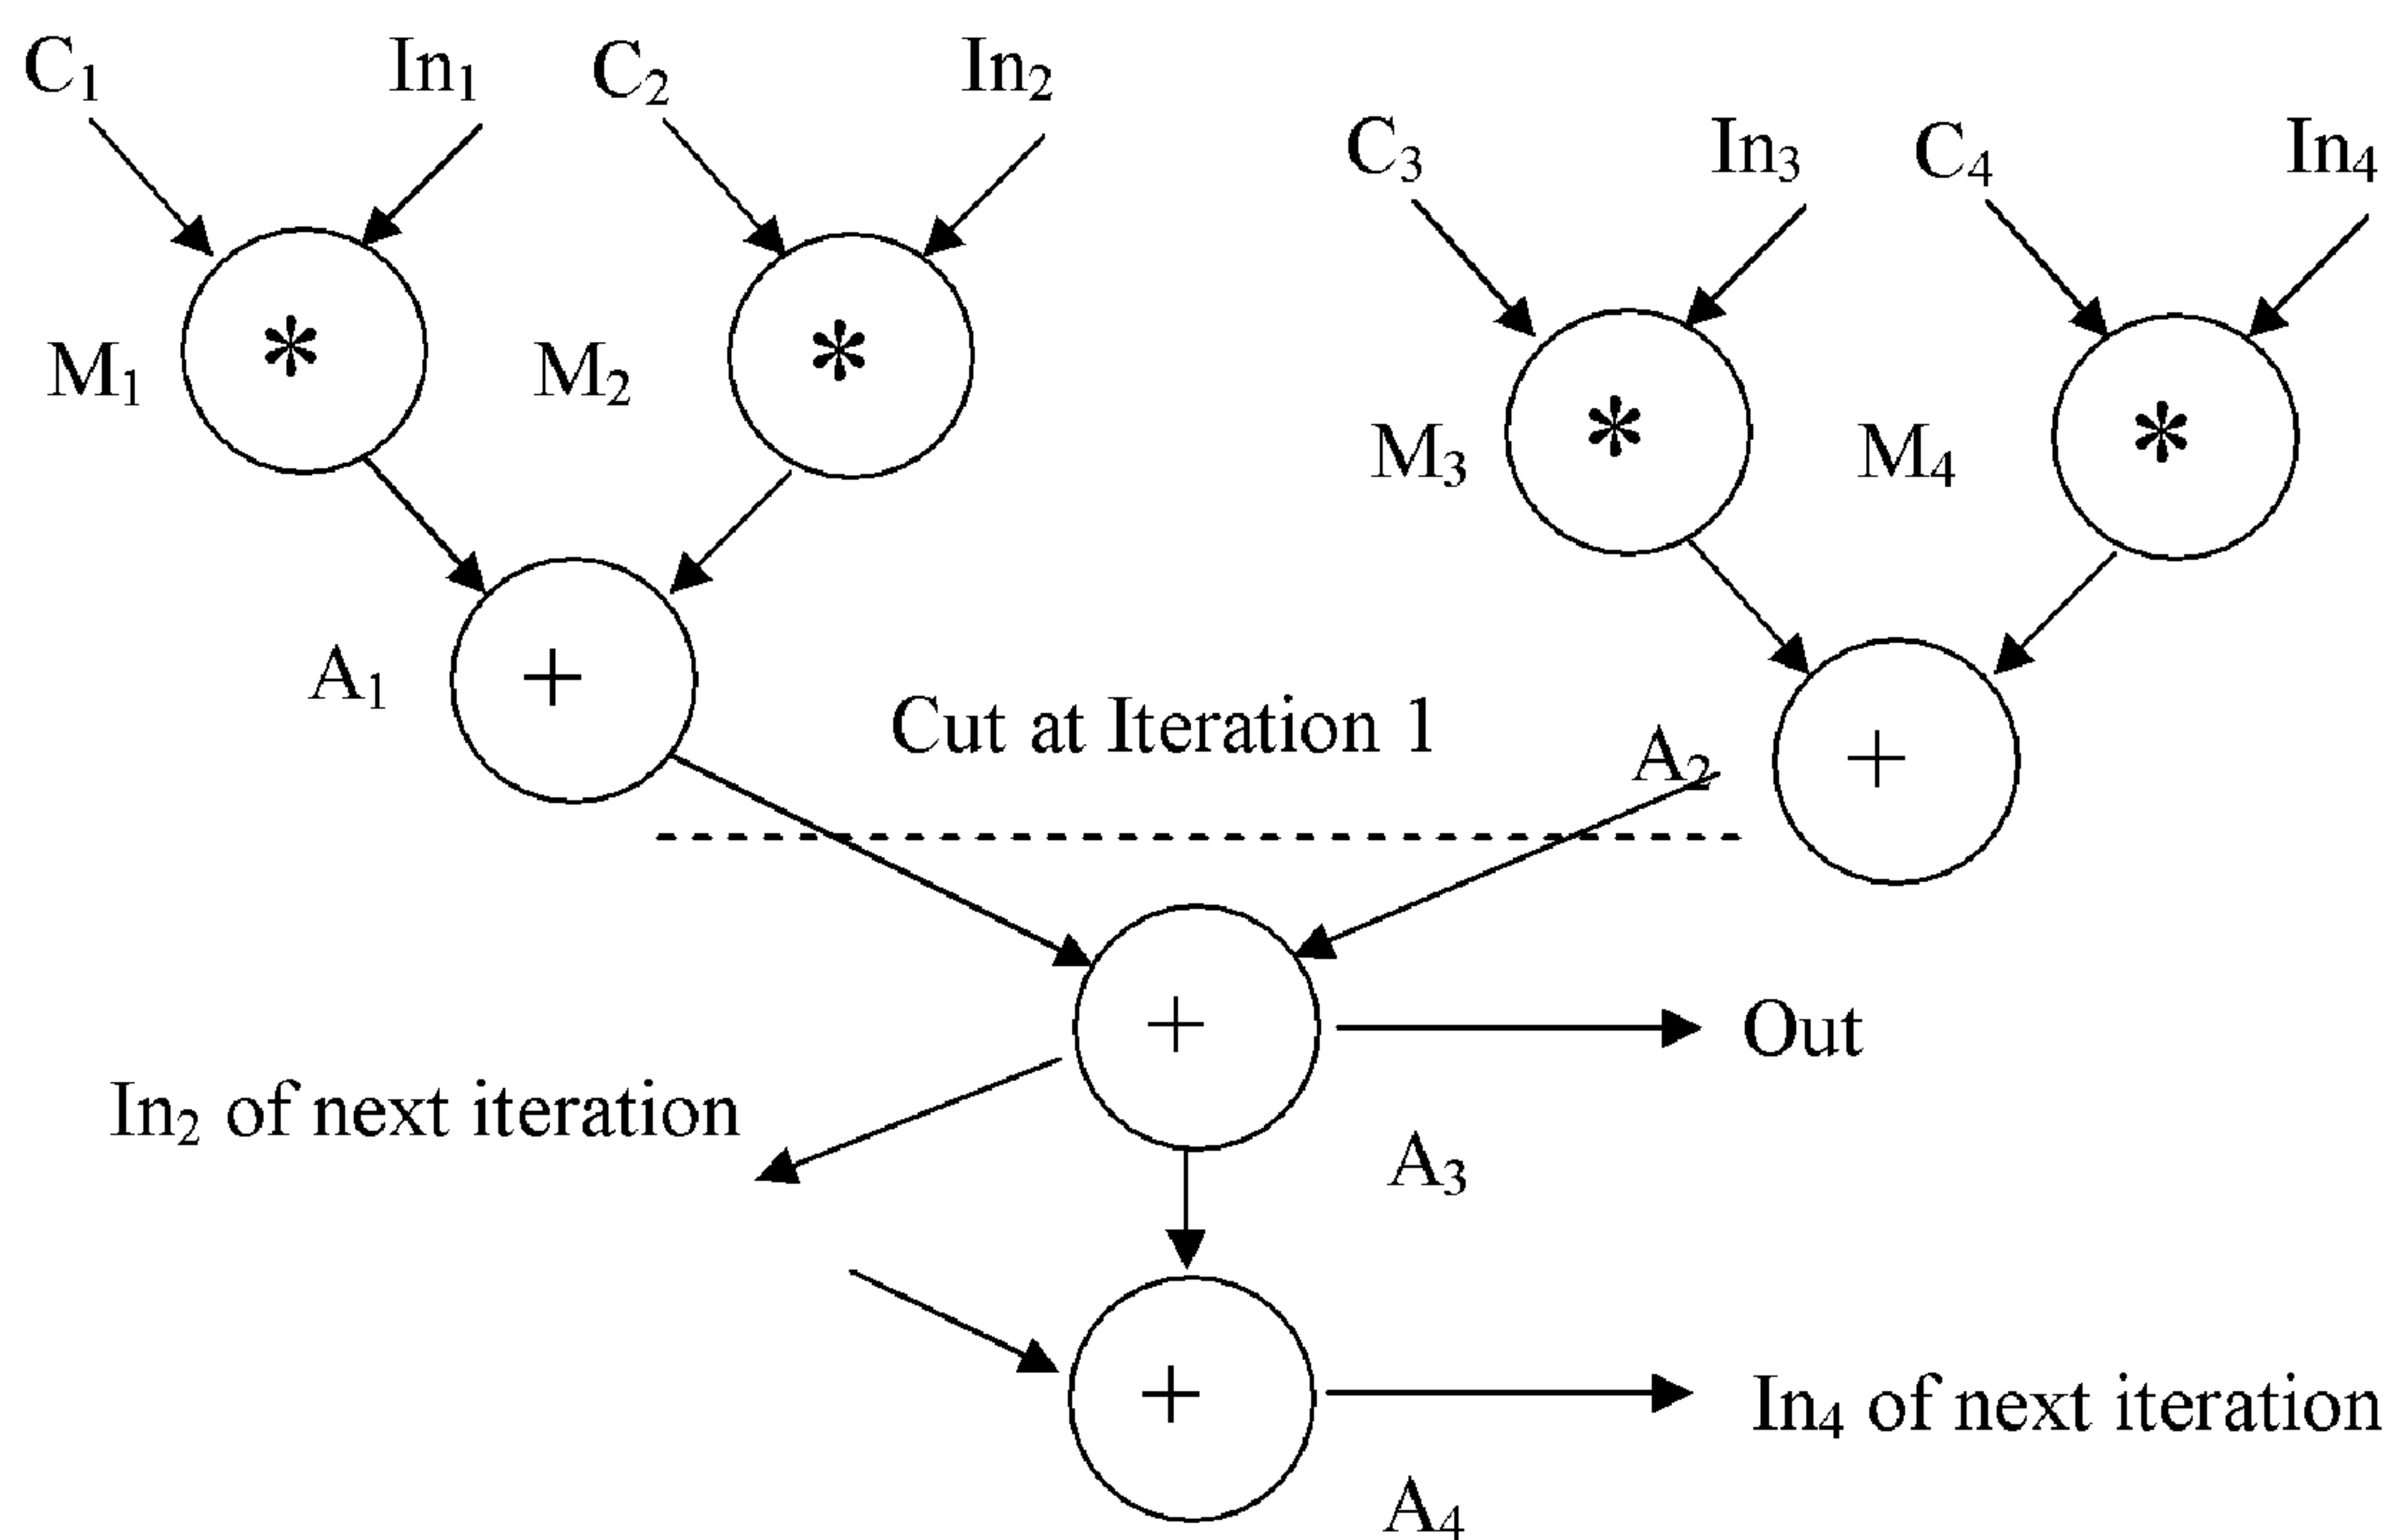 C₁ In₁ C₂ In₂
C₃ In₃ C₄ In₄
* *
M₁ M₂
* *
M₃ M₄
+
A₁
Cut at Iteration 1
A₂ +
+ Out
In₂ of next iteration
A₃
+ In₄ of next iteration
A₄